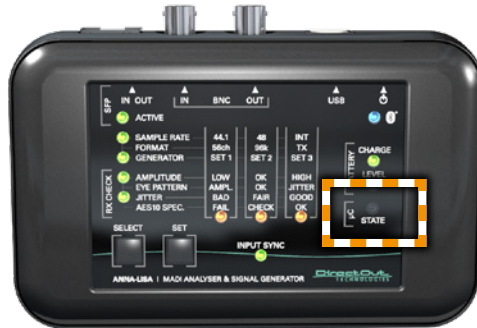 SFP
IN OUT
IN BNC OUT
USB
ACTIVE
SAMPLE RATE 44.1 48 INT
FORMAT 56ch 96k TX
GENERATOR SET 1 SET 2 SET 3
BATTERY
CHARGE
LEVEL
RX CHECK
AMPLITUDE LOW OK HIGH
EYE PATTERN AMPL. OK JITTER
JITTER BAD FAIR GOOD
AES10 SPEC. FAIL CHECK OK
µC
STATE
SELECT SET
INPUT SYNC
ANNA-LISA | MADI ANALYSER & SIGNAL GENERATOR
DirectOut
TECHNOLOGIES